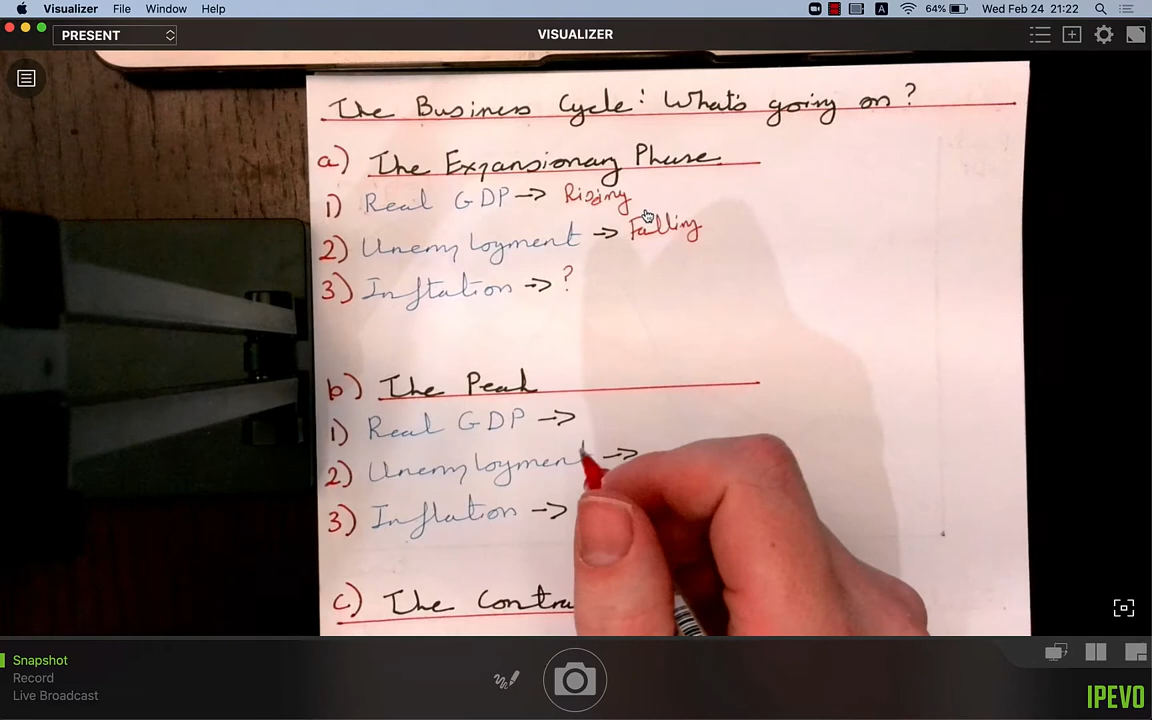 Visualizer File Window Help A 64% Wed Feb 24 21:22
PRESENT VISUALIZER
The Business Cycle: What's going on?
a) The Expansionary Phase
1) Real GDP → Rising
2) Unemployment → Falling
3) Inflation → ?
b) The Peak
1) Real GDP →
2) Unemployment →
3) Inflation →
c) The Contra
Snapshot
Record
Live Broadcast
IPEVO